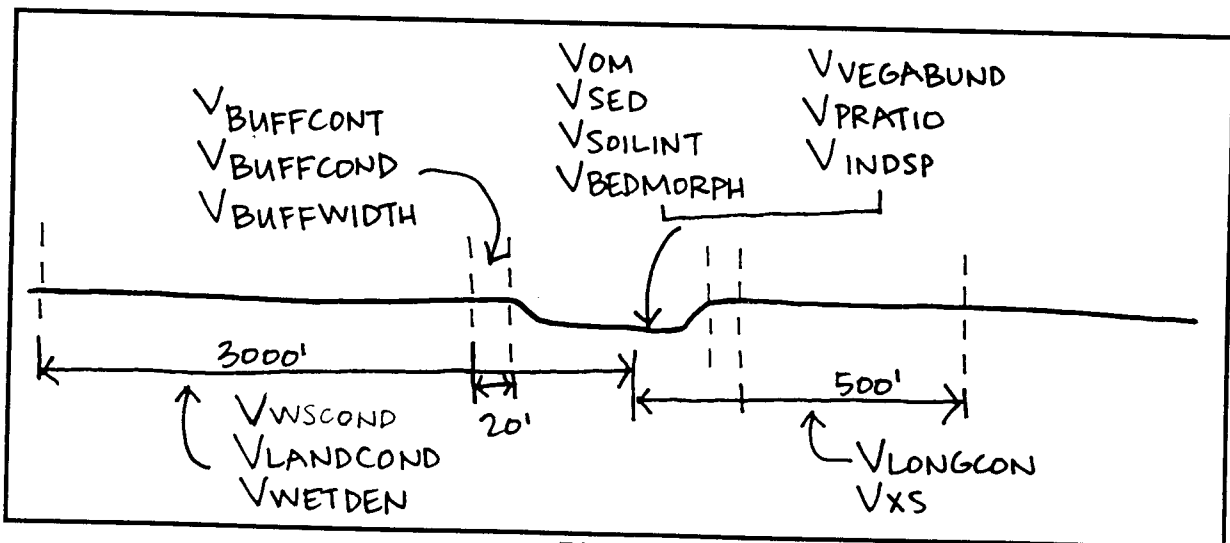 VBUFFCONT
VBUFFCOND
VBUFFWIDTH
VOM
VSED
VSOILINT
VBEDMORPH
VVEGABUND
VPRATIO
VINDSP
3000'
20'
500'
VWSCOND
VLANDCOND
VWETDEN
VLONGCON
VXS